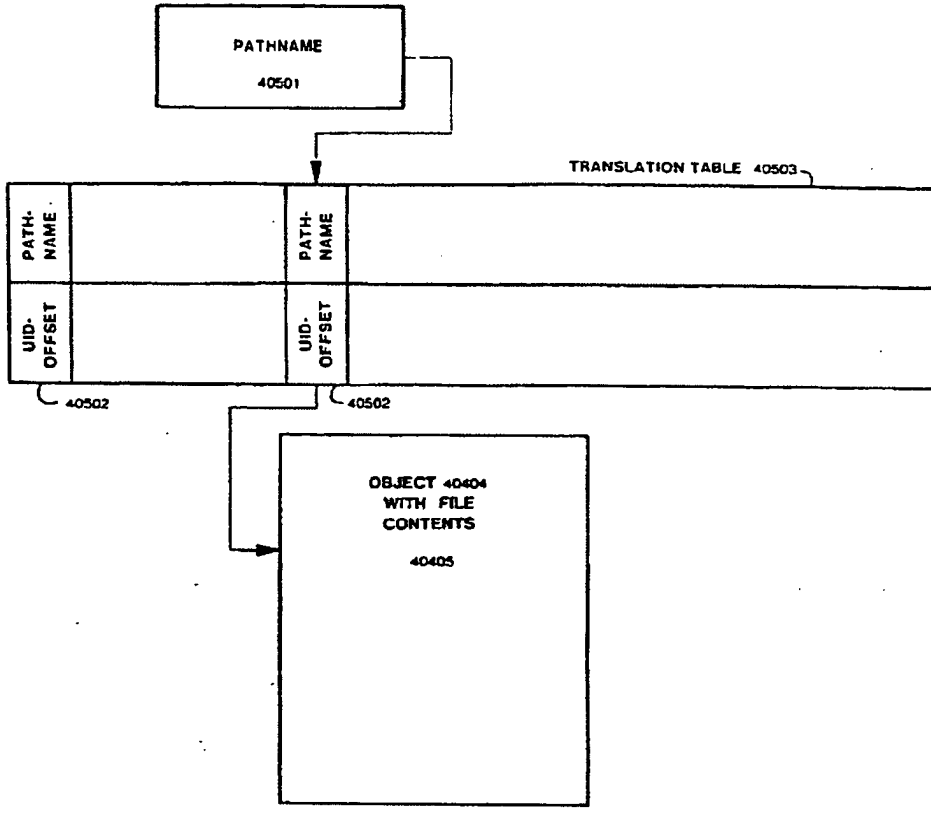 PATHNAME
40501
TRANSLATION TABLE 40503
PATH-
NAME
PATH-
NAME
UID-
OFFSET
UID-
OFFSET
40502
40502
OBJECT 40404
WITH FILE
CONTENTS
40405